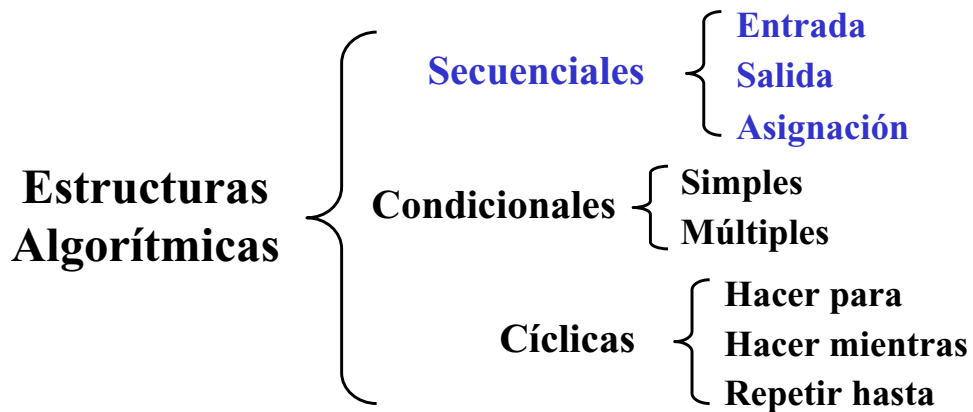 Estructuras
Algorítmicas
Secuenciales
Entrada
Salida
Asignación
Condicionales
Simples
Múltiples
Cíclicas
Hacer para
Hacer mientras
Repetir hasta